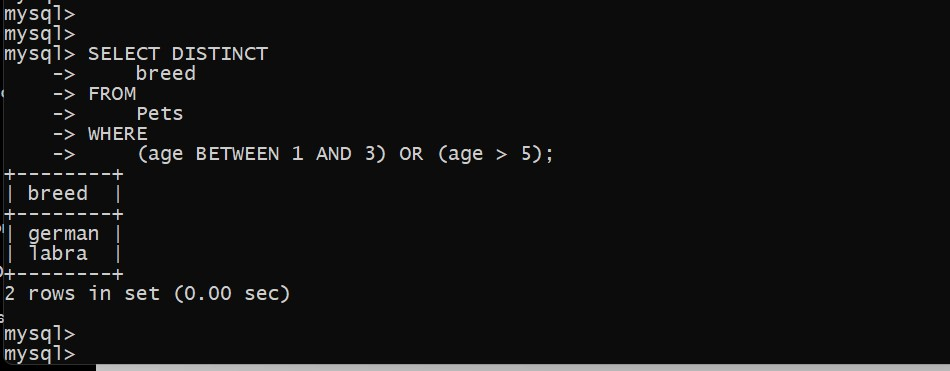 mysql>
mysql>
mysql> SELECT DISTINCT
    ->     breed
    -> FROM
    ->     Pets
    -> WHERE
    ->     (age BETWEEN 1 AND 3) OR (age > 5);
+--------+
| breed  |
+--------+
| german |
| labra  |
+--------+
2 rows in set (0.00 sec)
mysql>
mysql>